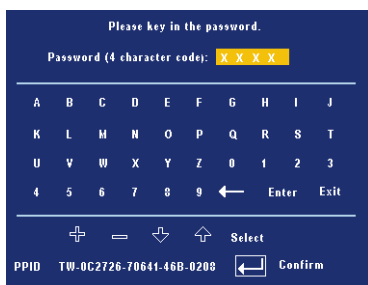 Please key in the password.
Password (4 character code): X X X X
A B C D E F G H I J
K L M N O P Q R S T
U V W X Y Z 0 1 2 3
4 5 6 7 8 9 ← Enter Exit
Select
PPID TW-0C2726-70641-46B-0208 Confirm